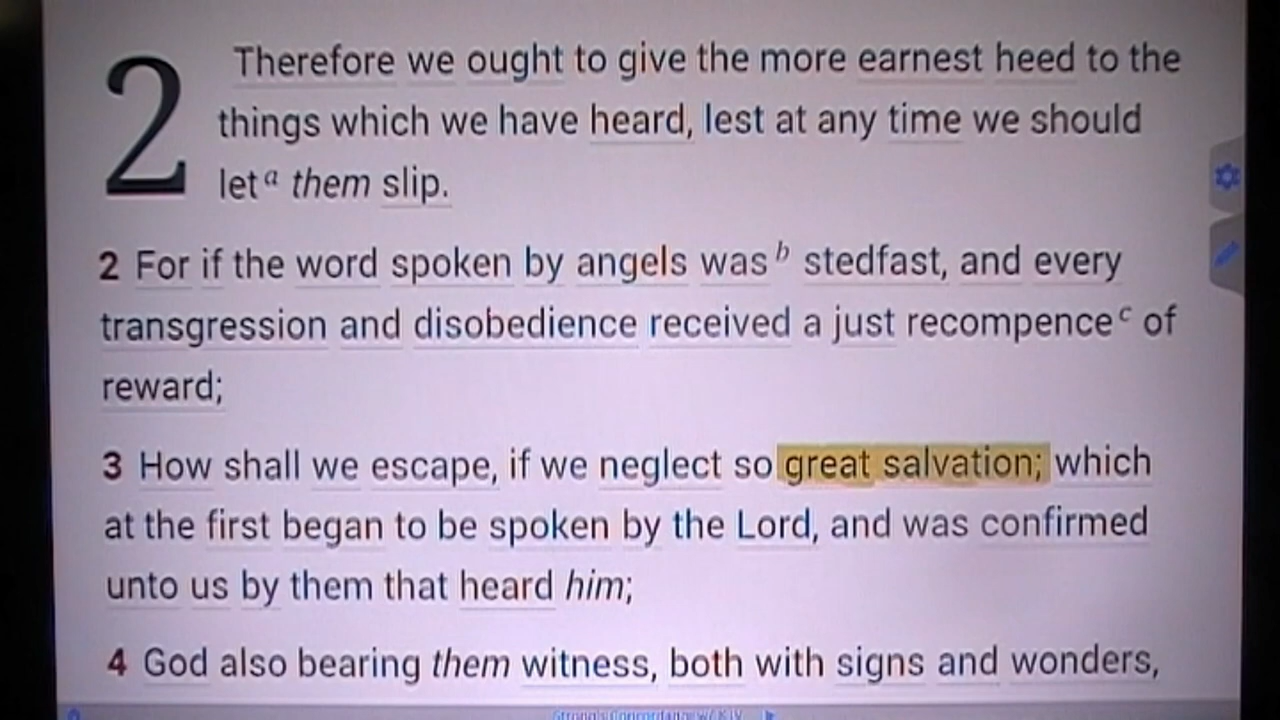 2 Therefore we ought to give the more earnest heed to the
things which we have heard, lest at any time we should
let a them slip.
2 For if the word spoken by angels was b stedfast, and every
transgression and disobedience received a just recompence c of
reward;
3 How shall we escape, if we neglect so great salvation; which
at the first began to be spoken by the Lord, and was confirmed
unto us by them that heard him;
4 God also bearing them witness, both with signs and wonders,
Strong's Concordance w/ KJV